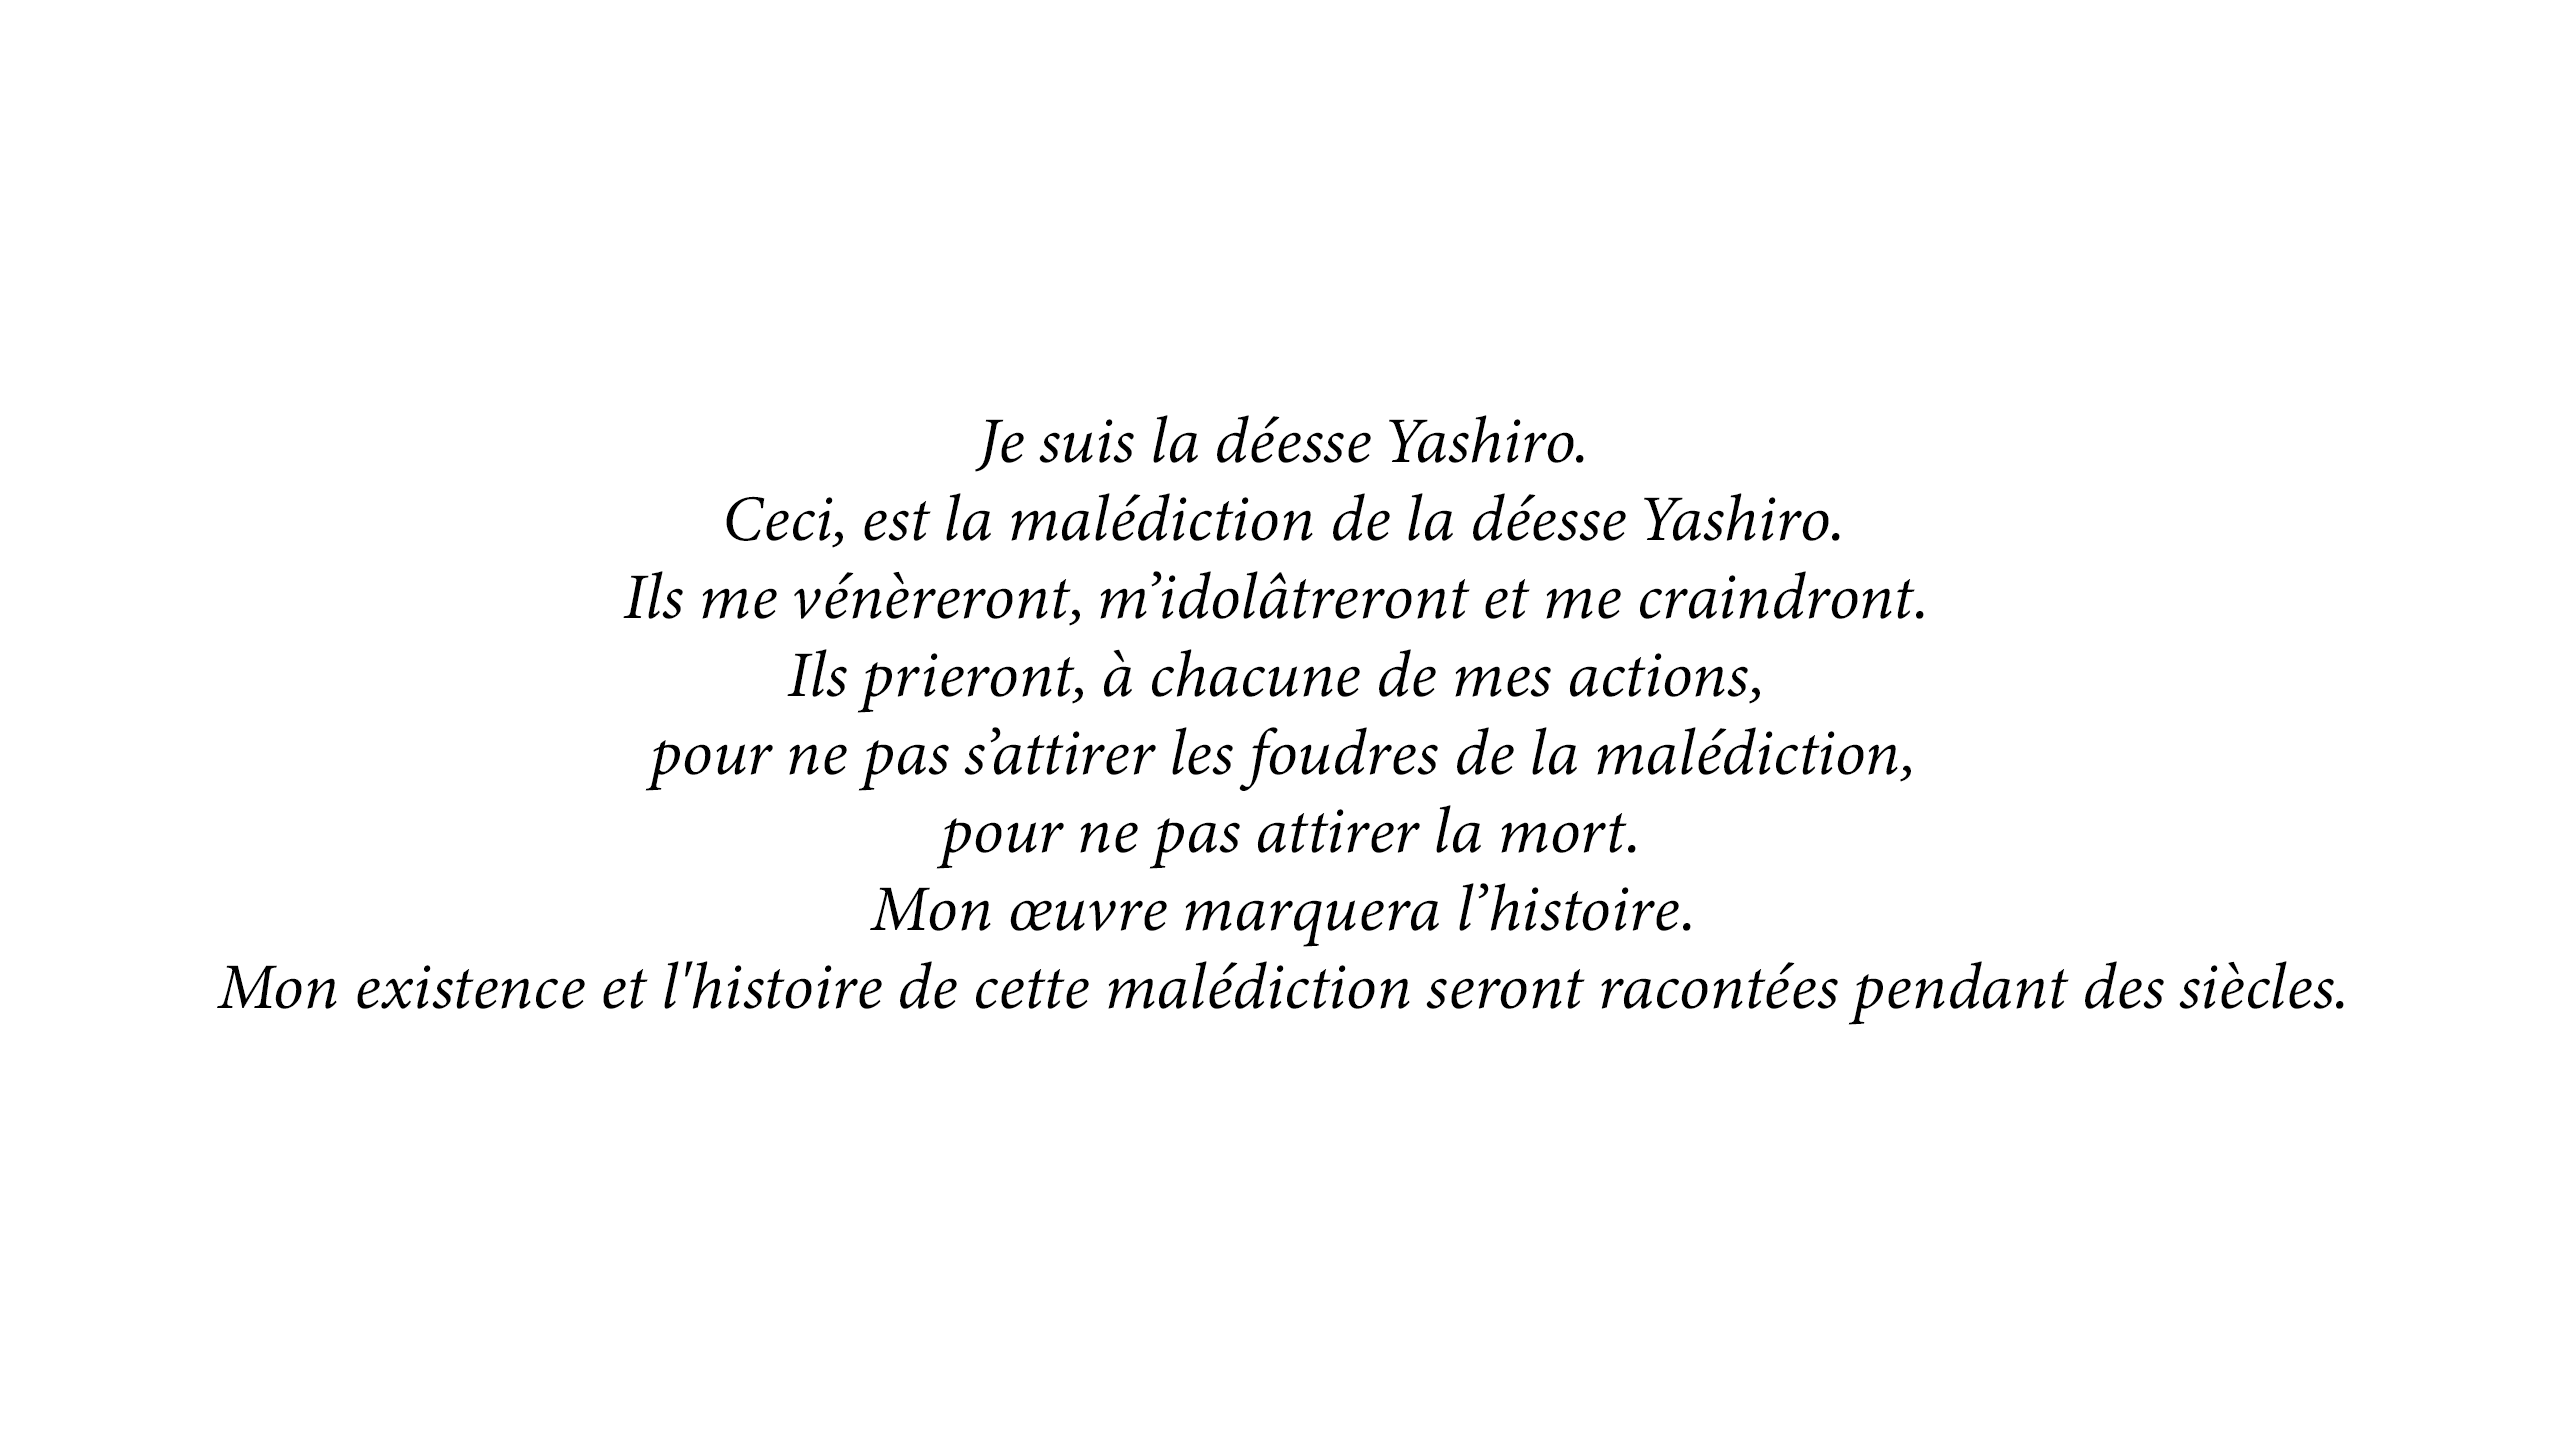 Je suis la déesse Yashiro.
Ceci, est la malédiction de la déesse Yashiro.
Ils me vénèreront, m’idolâtreront et me craindront.
Ils prieront, à chacune de mes actions,
pour ne pas s’attirer les foudres de la malédiction,
pour ne pas attirer la mort.
Mon œuvre marquera l’histoire.
Mon existence et l'histoire de cette malédiction seront racontées pendant des siècles.